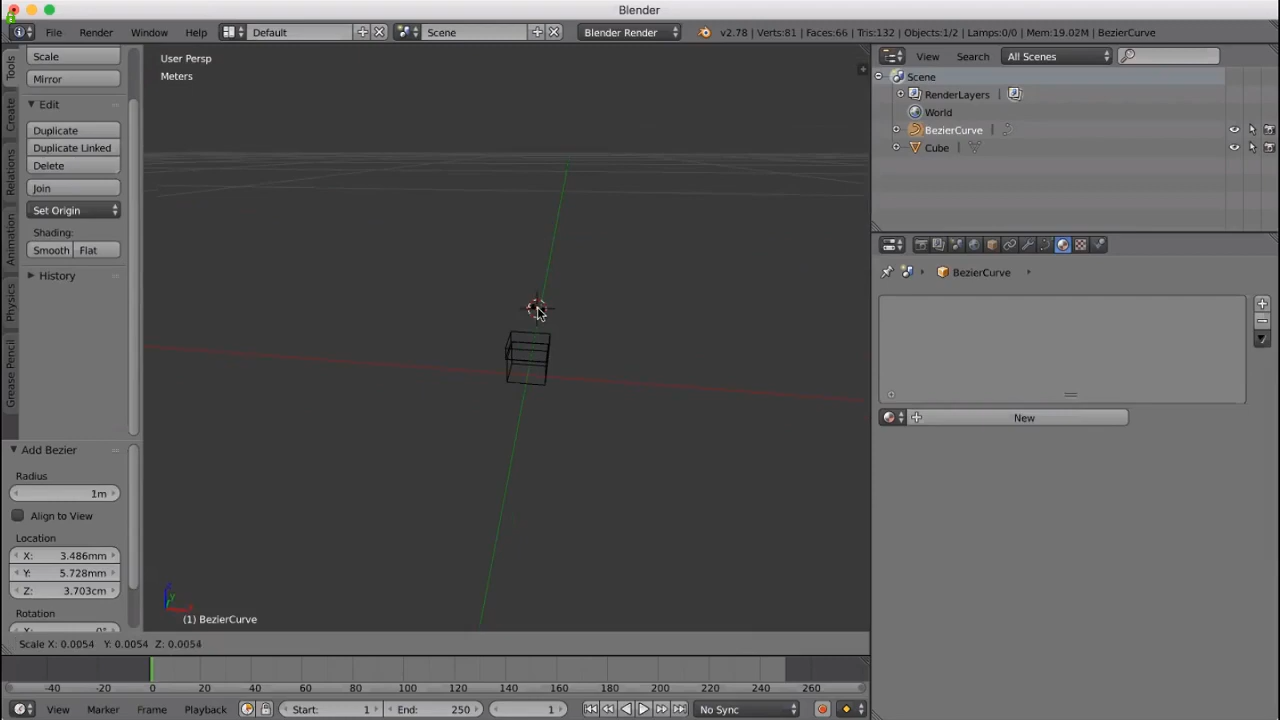 Blender
File Render Window Help Default Scene Blender Render v2.78 | Verts:81 | Faces:66 | Tris:132 | Objects:1/2 | Lamps:0/0 | Mem:19.02M | BezierCurve
Scale
Mirror
Edit
Duplicate
Duplicate Linked
Delete
Join
Set Origin
Shading:
Smooth Flat
History
Tools
Create
Relations
Animation
Physics
Grease Pencil
Add Bezier
Radius
1m
Align to View
Location
X: 3.486mm
Y: 5.728mm
Z: 3.703cm
Rotation
X: 0°
User Persp
Meters
(1) BezierCurve
Scale X: 0.0054 Y: 0.0054 Z: 0.0054
View Search All Scenes
Scene
RenderLayers
World
BezierCurve
Cube
BezierCurve
New
-40 -20 0 20 40 60 80 100 120 140 160 180 200 220 240 260
View Marker Frame Playback Start: 1 End: 250 1 No Sync